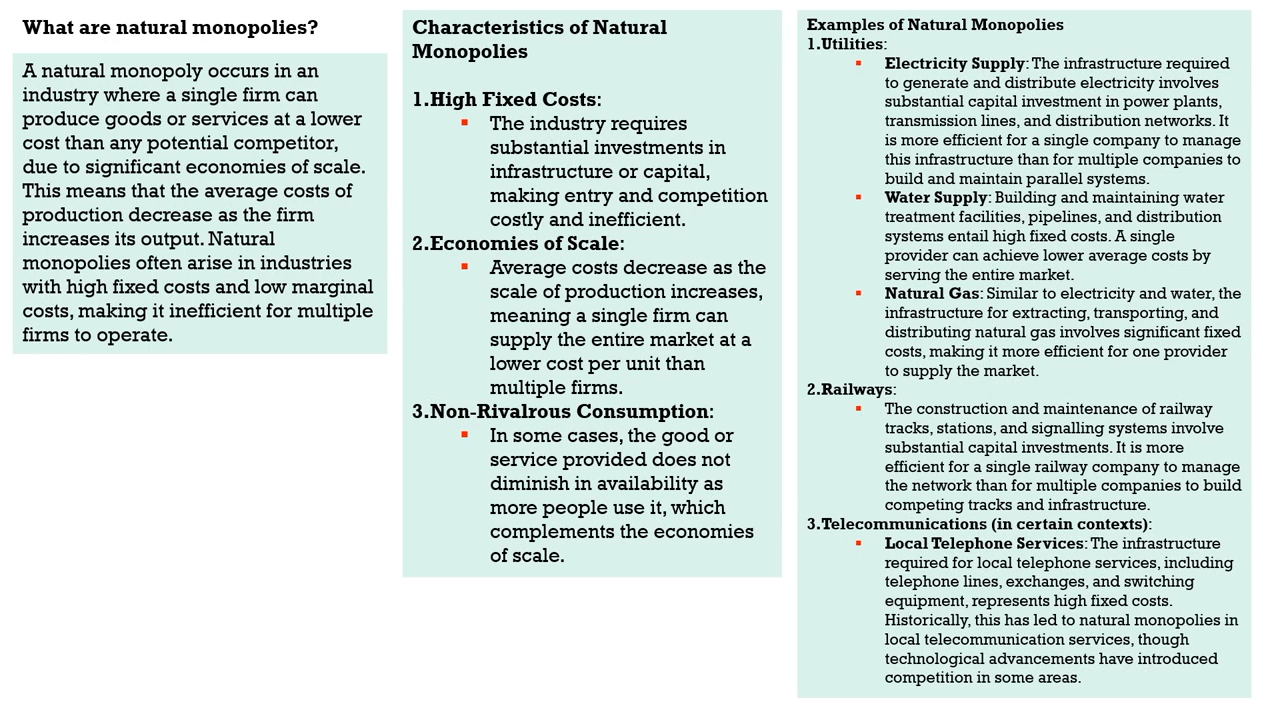 What are natural monopolies?
A natural monopoly occurs in an
industry where a single firm can
produce goods or services at a lower
cost than any potential competitor,
due to significant economies of scale.
This means that the average costs of
production decrease as the firm
increases its output. Natural
monopolies often arise in industries
with high fixed costs and low marginal
costs, making it inefficient for multiple
firms to operate.
Characteristics of Natural
Monopolies
1.High Fixed Costs:
▪ The industry requires
substantial investments in
infrastructure or capital,
making entry and competition
costly and inefficient.
2.Economies of Scale:
▪ Average costs decrease as the
scale of production increases,
meaning a single firm can
supply the entire market at a
lower cost per unit than
multiple firms.
3.Non-Rivalrous Consumption:
▪ In some cases, the good or
service provided does not
diminish in availability as
more people use it, which
complements the economies
of scale.
Examples of Natural Monopolies
1.Utilities:
▪ Electricity Supply: The infrastructure required
to generate and distribute electricity involves
substantial capital investment in power plants,
transmission lines, and distribution networks. It
is more efficient for a single company to manage
this infrastructure than for multiple companies to
build and maintain parallel systems.
▪ Water Supply: Building and maintaining water
treatment facilities, pipelines, and distribution
systems entail high fixed costs. A single
provider can achieve lower average costs by
serving the entire market.
▪ Natural Gas: Similar to electricity and water, the
infrastructure for extracting, transporting, and
distributing natural gas involves significant fixed
costs, making it more efficient for one provider
to supply the market.
2.Railways:
▪ The construction and maintenance of railway
tracks, stations, and signalling systems involve
substantial capital investments. It is more
efficient for a single railway company to manage
the network than for multiple companies to build
competing tracks and infrastructure.
3.Telecommunications (in certain contexts):
▪ Local Telephone Services: The infrastructure
required for local telephone services, including
telephone lines, exchanges, and switching
equipment, represents high fixed costs.
Historically, this has led to natural monopolies in
local telecommunication services, though
technological advancements have introduced
competition in some areas.